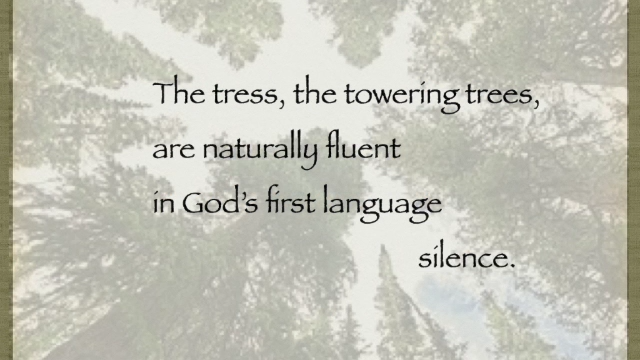 The tress, the towering trees,
are naturally fluent
in God's first language
silence.